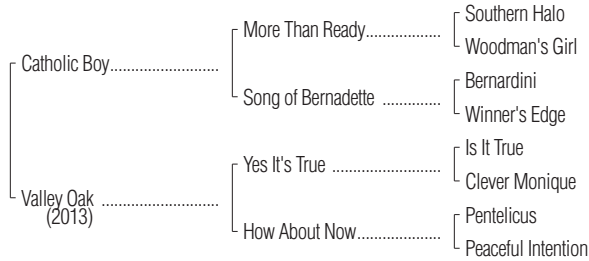 Southern Halo
More Than Ready..................
Woodman's Girl
Catholic Boy..........................
Bernardini
Song of Bernadette ..............
Winner's Edge
Is It True
Yes It's True ..........................
Clever Monique
Valley Oak ............................
(2013)
Pentelicus
How About Now....................
Peaceful Intention